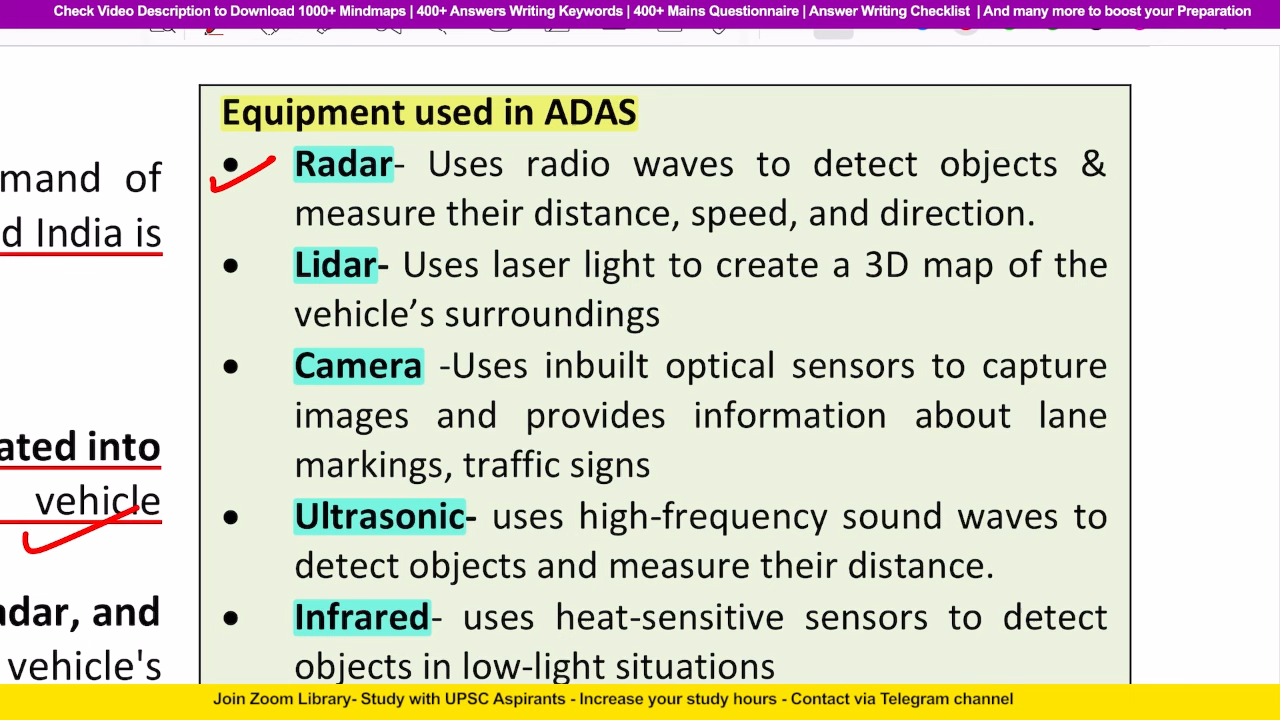 Check Video Description to Download 1000+ Mindmaps | 400+ Answers Writing Keywords | 400+ Mains Questionnaire | Answer Writing Checklist | And many more to boost your Preparation
mand of
d India is
ated into
vehicle
adar, and
vehicle's
Equipment used in ADAS
• Radar- Uses radio waves to detect objects &
measure their distance, speed, and direction.
• Lidar- Uses laser light to create a 3D map of the
vehicle’s surroundings
• Camera -Uses inbuilt optical sensors to capture
images and provides information about lane
markings, traffic signs
• Ultrasonic- uses high-frequency sound waves to
detect objects and measure their distance.
• Infrared- uses heat-sensitive sensors to detect
objects in low-light situations
Join Zoom Library- Study with UPSC Aspirants - Increase your study hours - Contact via Telegram channel